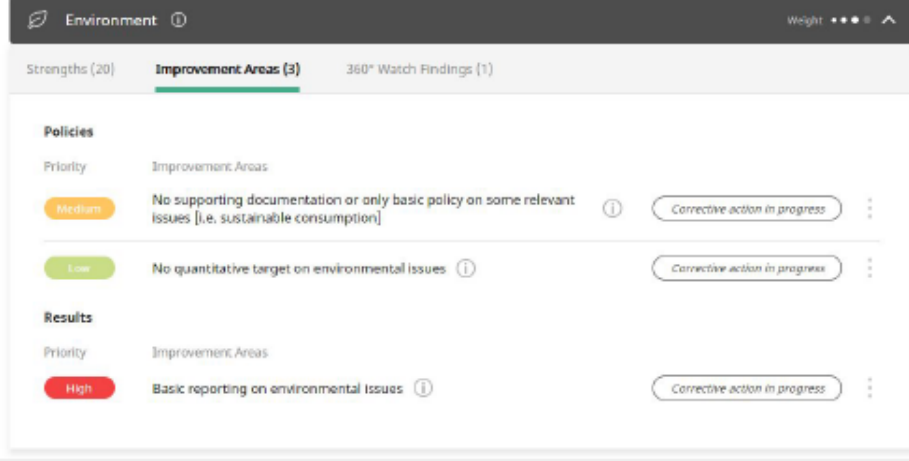 Environment
Weight
Strengths (20)
Improvement Areas (3)
360° Watch Findings (1)
Policies
Priority
Improvement Areas
Medium
No supporting documentation or only basic policy on some relevant
issues [i.e. sustainable consumption]
Corrective action in progress
Low
No quantitative target on environmental issues
Corrective action in progress
Results
Priority
Improvement Areas
High
Basic reporting on environmental issues
Corrective action in progress